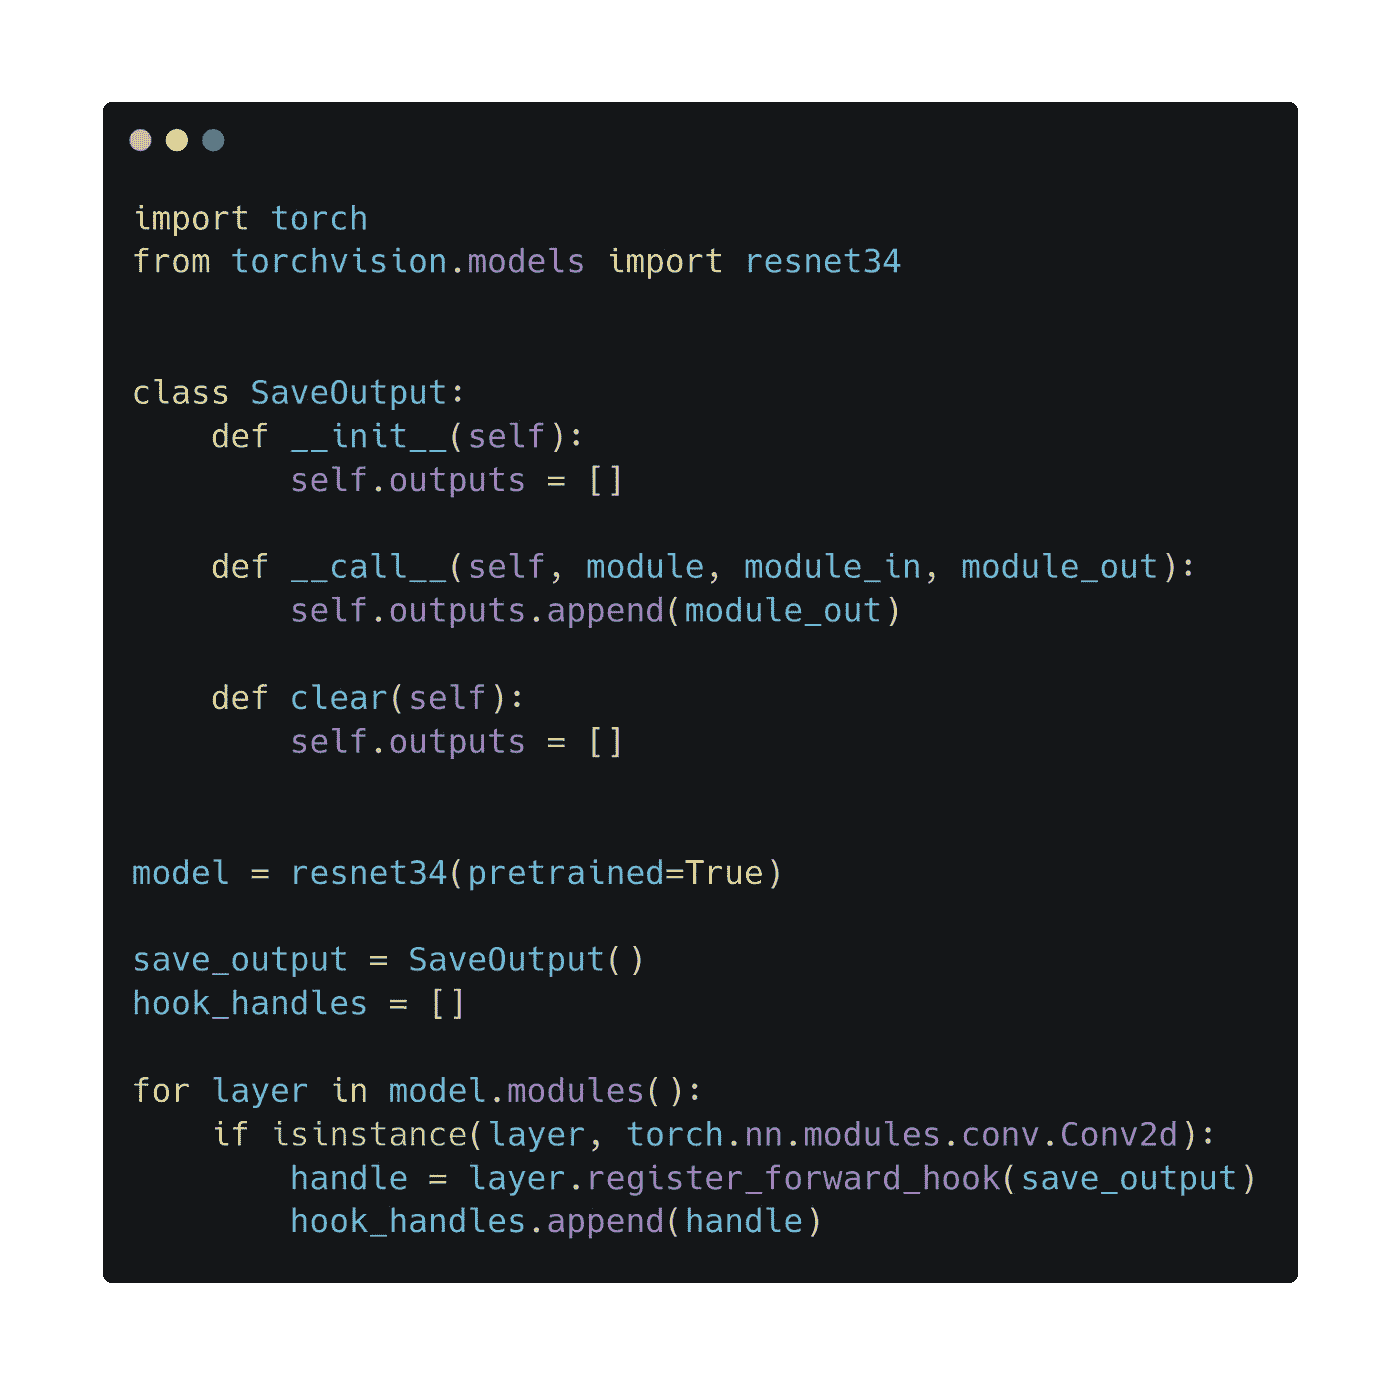 import torch
from torchvision.models import resnet34
class SaveOutput:
    def __init__(self):
        self.outputs = []
    def __call__(self, module, module_in, module_out):
        self.outputs.append(module_out)
    def clear(self):
        self.outputs = []
model = resnet34(pretrained=True)
save_output = SaveOutput()
hook_handles = []
for layer in model.modules():
    if isinstance(layer, torch.nn.modules.conv.Conv2d):
        handle = layer.register_forward_hook(save_output)
        hook_handles.append(handle)